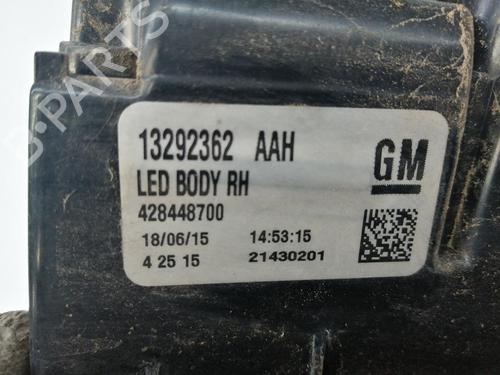 B-PARTS
13292362 AAH
GM
LED BODY RH
428448700
18/06/15 14:53:15
4 25 15 21430201